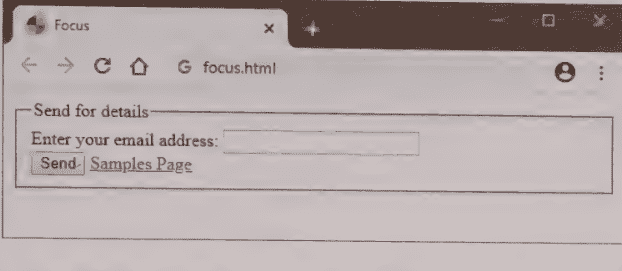 Focus
focus.html
Send for details
Enter your email address:
Send Samples Page